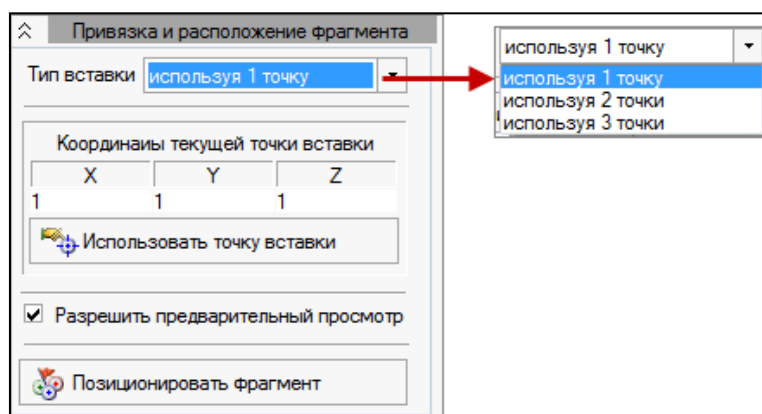 Привязка и расположение фрагмента
Тип вставки используя 1 точку
Координаиы текущей точки вставки
X Y Z
1 1 1
Использовать точку вставки
Разрешить предварительный просмотр
Позиционировать фрагмент
используя 1 точку
используя 1 точку
используя 2 точки
используя 3 точки